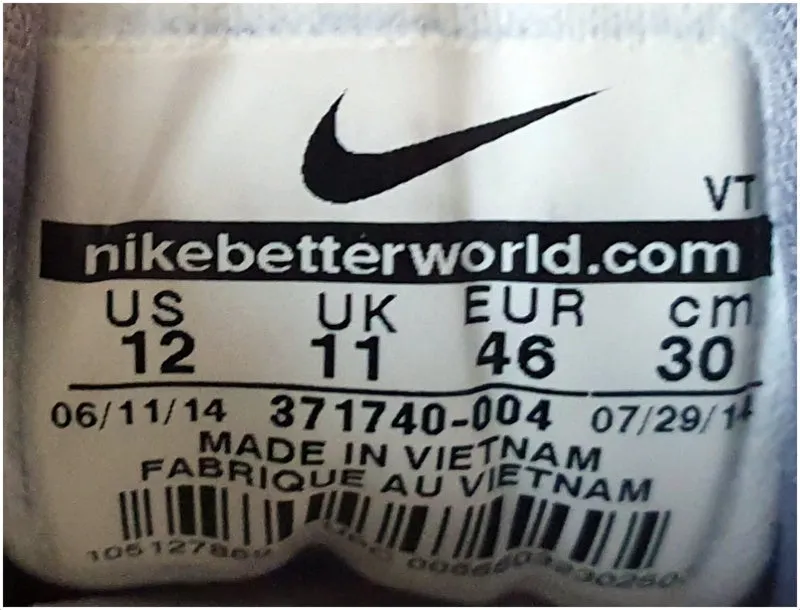 VT
nikebetterworld.com
US UK EUR cm
12 11 46 30
06/11/14 371740-004 07/29/14
MADE IN VIETNAM
FABRIQUE AU VIETNAM